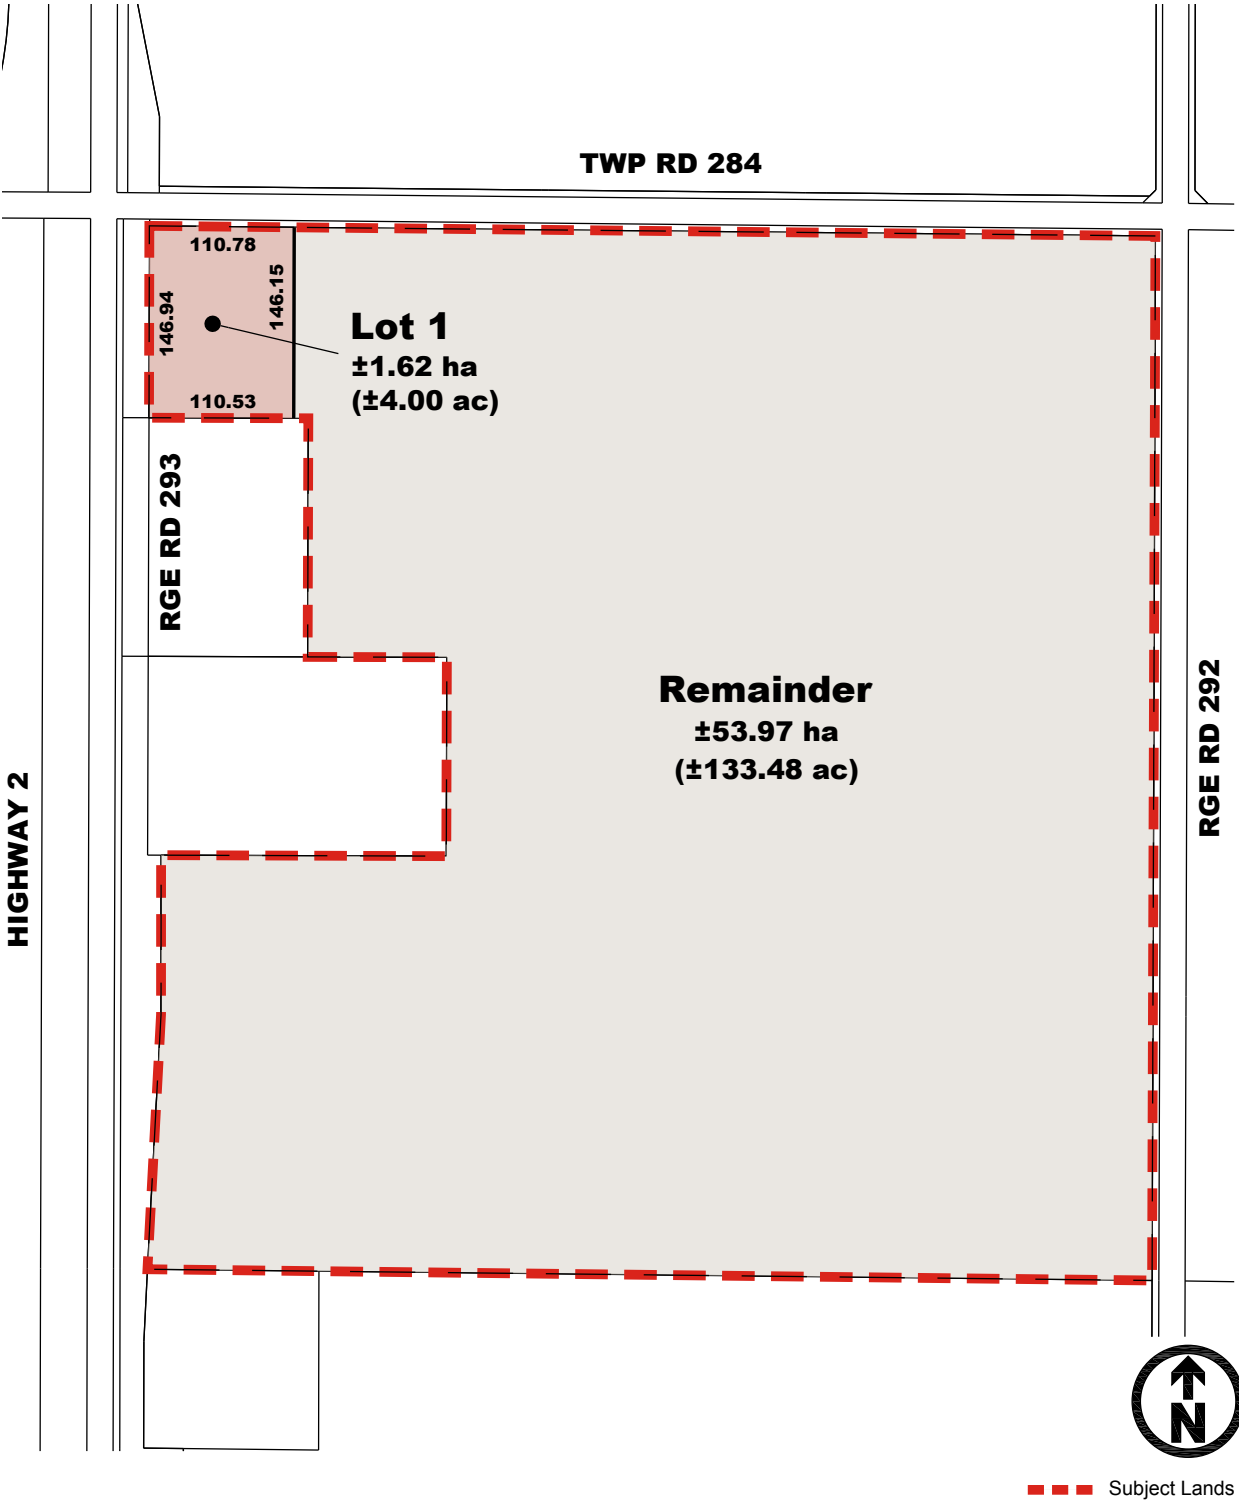 TWP RD 284
110.78
146.15
146.94
110.53
Lot 1
±1.62 ha
(±4.00 ac)
RGE RD 293
Remainder
±53.97 ha
(±133.48 ac)
RGE RD 292
HIGHWAY 2
N
Subject Lands